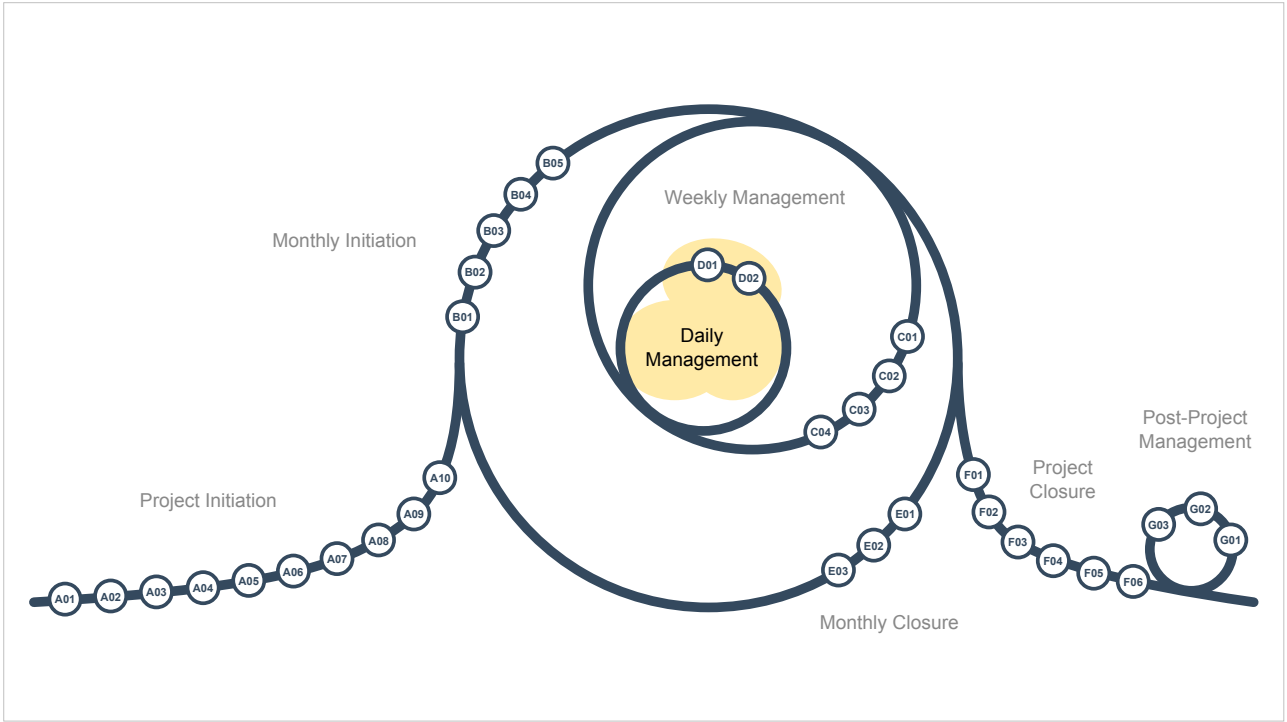 B05
B04
Weekly Management
B03
Monthly Initiation
D01
B02
D02
B01
C01
Daily
Management
C02
C03
C04
Post-Project
Management
A10
F01
Project
Closure
Project Initiation
G02
F02
E01
A09
G03
G01
A08
F03
E02
A07
F04
A06
E03
F05
A05
F06
A04
A03
A02
A01
Monthly Closure